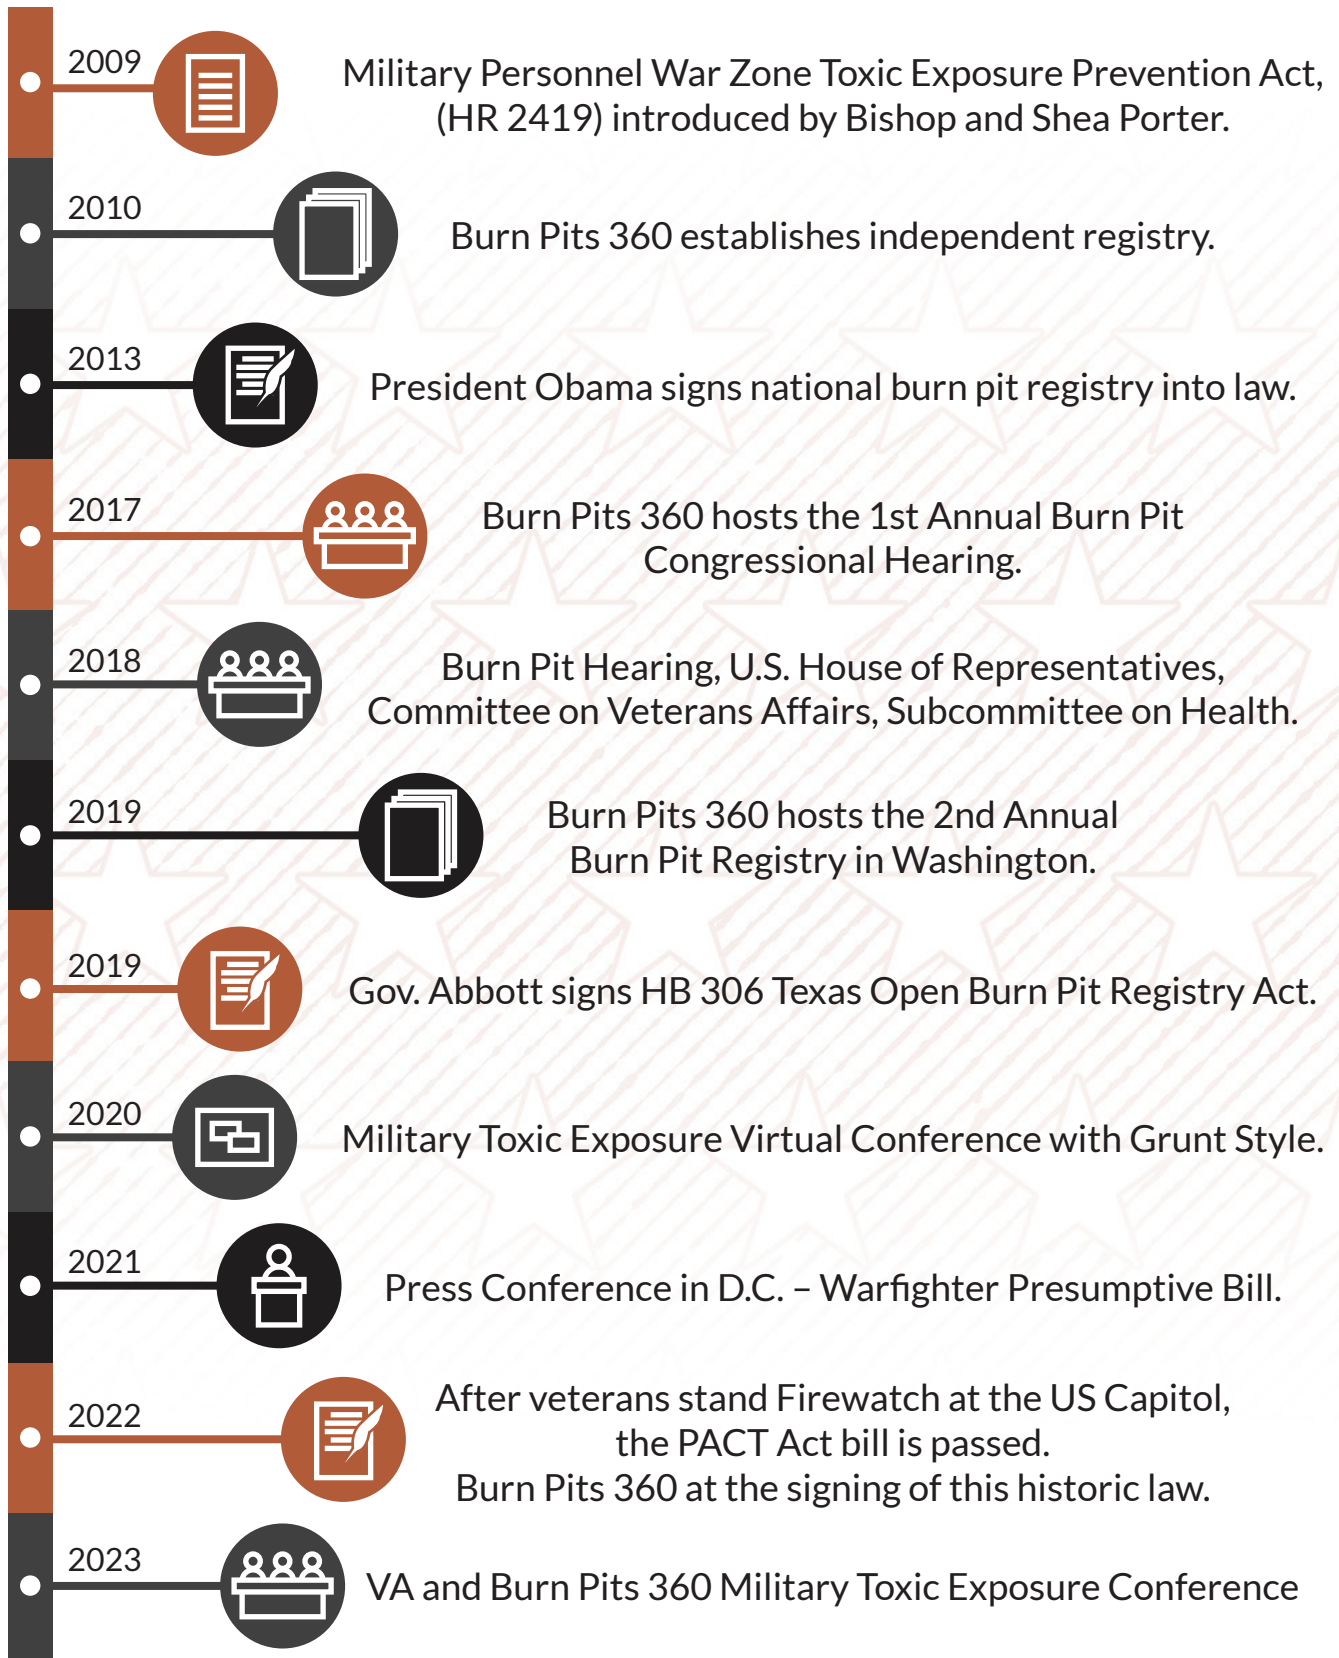 2009
Military Personnel War Zone Toxic Exposure Prevention Act,
(HR 2419) introduced by Bishop and Shea Porter.
2010
Burn Pits 360 establishes independent registry.
2013
President Obama signs national burn pit registry into law.
2017
Burn Pits 360 hosts the 1st Annual Burn Pit
Congressional Hearing.
2018
Burn Pit Hearing, U.S. House of Representatives,
Committee on Veterans Affairs, Subcommittee on Health.
2019
Burn Pits 360 hosts the 2nd Annual
Burn Pit Registry in Washington.
2019
Gov. Abbott signs HB 306 Texas Open Burn Pit Registry Act.
2020
Military Toxic Exposure Virtual Conference with Grunt Style.
2021
Press Conference in D.C. – Warfighter Presumptive Bill.
2022
After veterans stand Firewatch at the US Capitol,
the PACT Act bill is passed.
Burn Pits 360 at the signing of this historic law.
2023
VA and Burn Pits 360 Military Toxic Exposure Conference